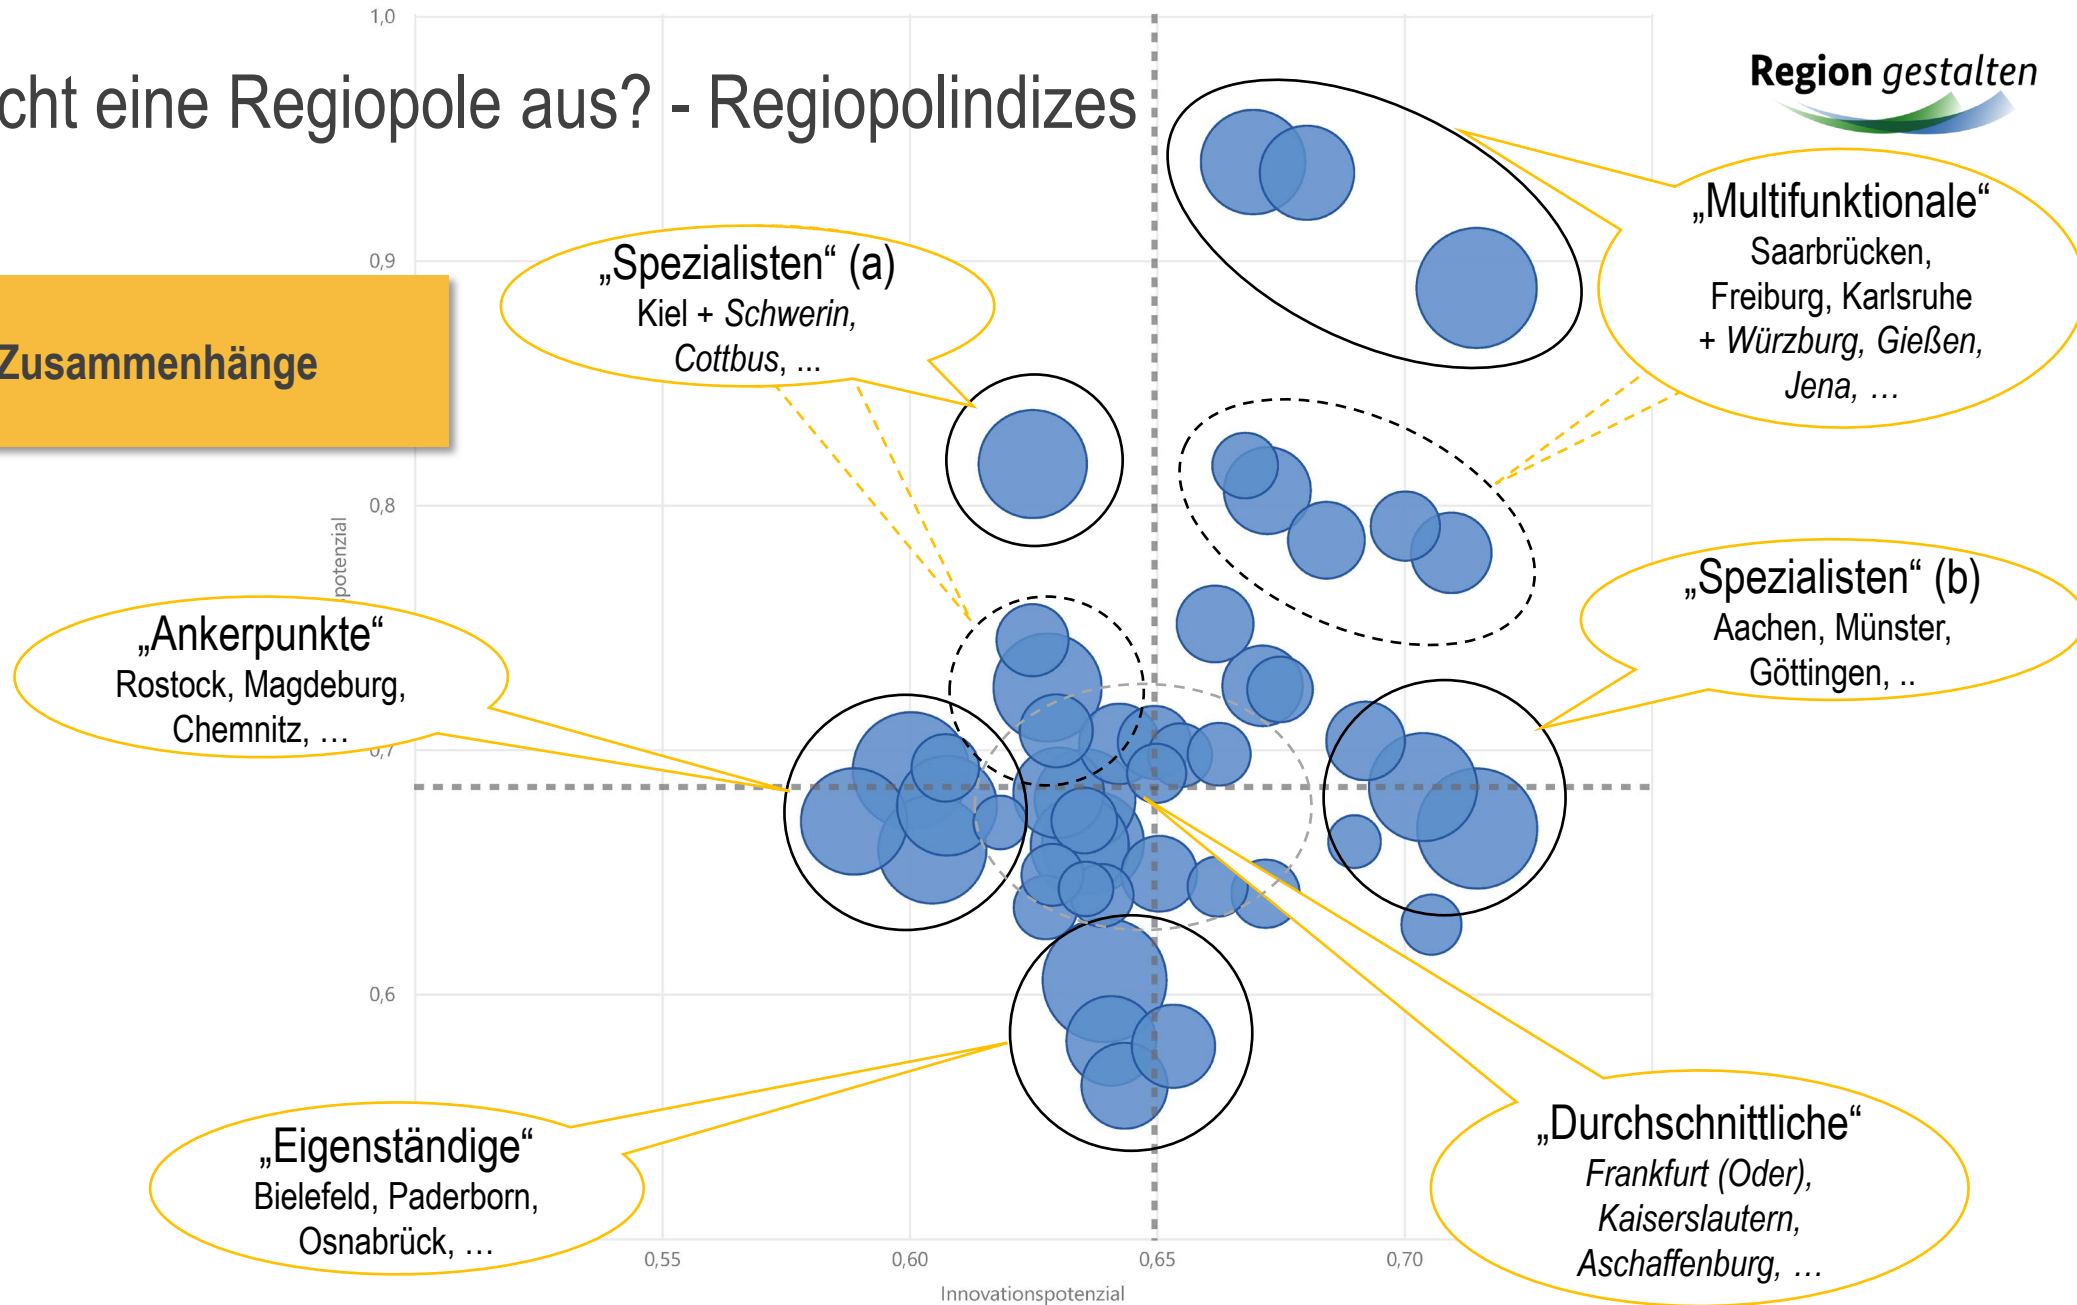 cht eine Regiopole aus? - Regiopolindizes
Region gestalten
Zusammenhänge
1,0
0,9
0,8
0,7
0,6
potenzial
0,55
0,60
0,65
0,70
Innovationspotenzial
„Spezialisten“ (a)
Kiel + Schwerin,
Cottbus, ...
„Multifunktionale“
Saarbrücken,
Freiburg, Karlsruhe
+ Würzburg, Gießen,
Jena, …
„Ankerpunkte“
Rostock, Magdeburg,
Chemnitz, …
„Spezialisten“ (b)
Aachen, Münster,
Göttingen, ..
„Eigenständige“
Bielefeld, Paderborn,
Osnabrück, …
„Durchschnittliche“
Frankfurt (Oder),
Kaiserslautern,
Aschaffenburg, …